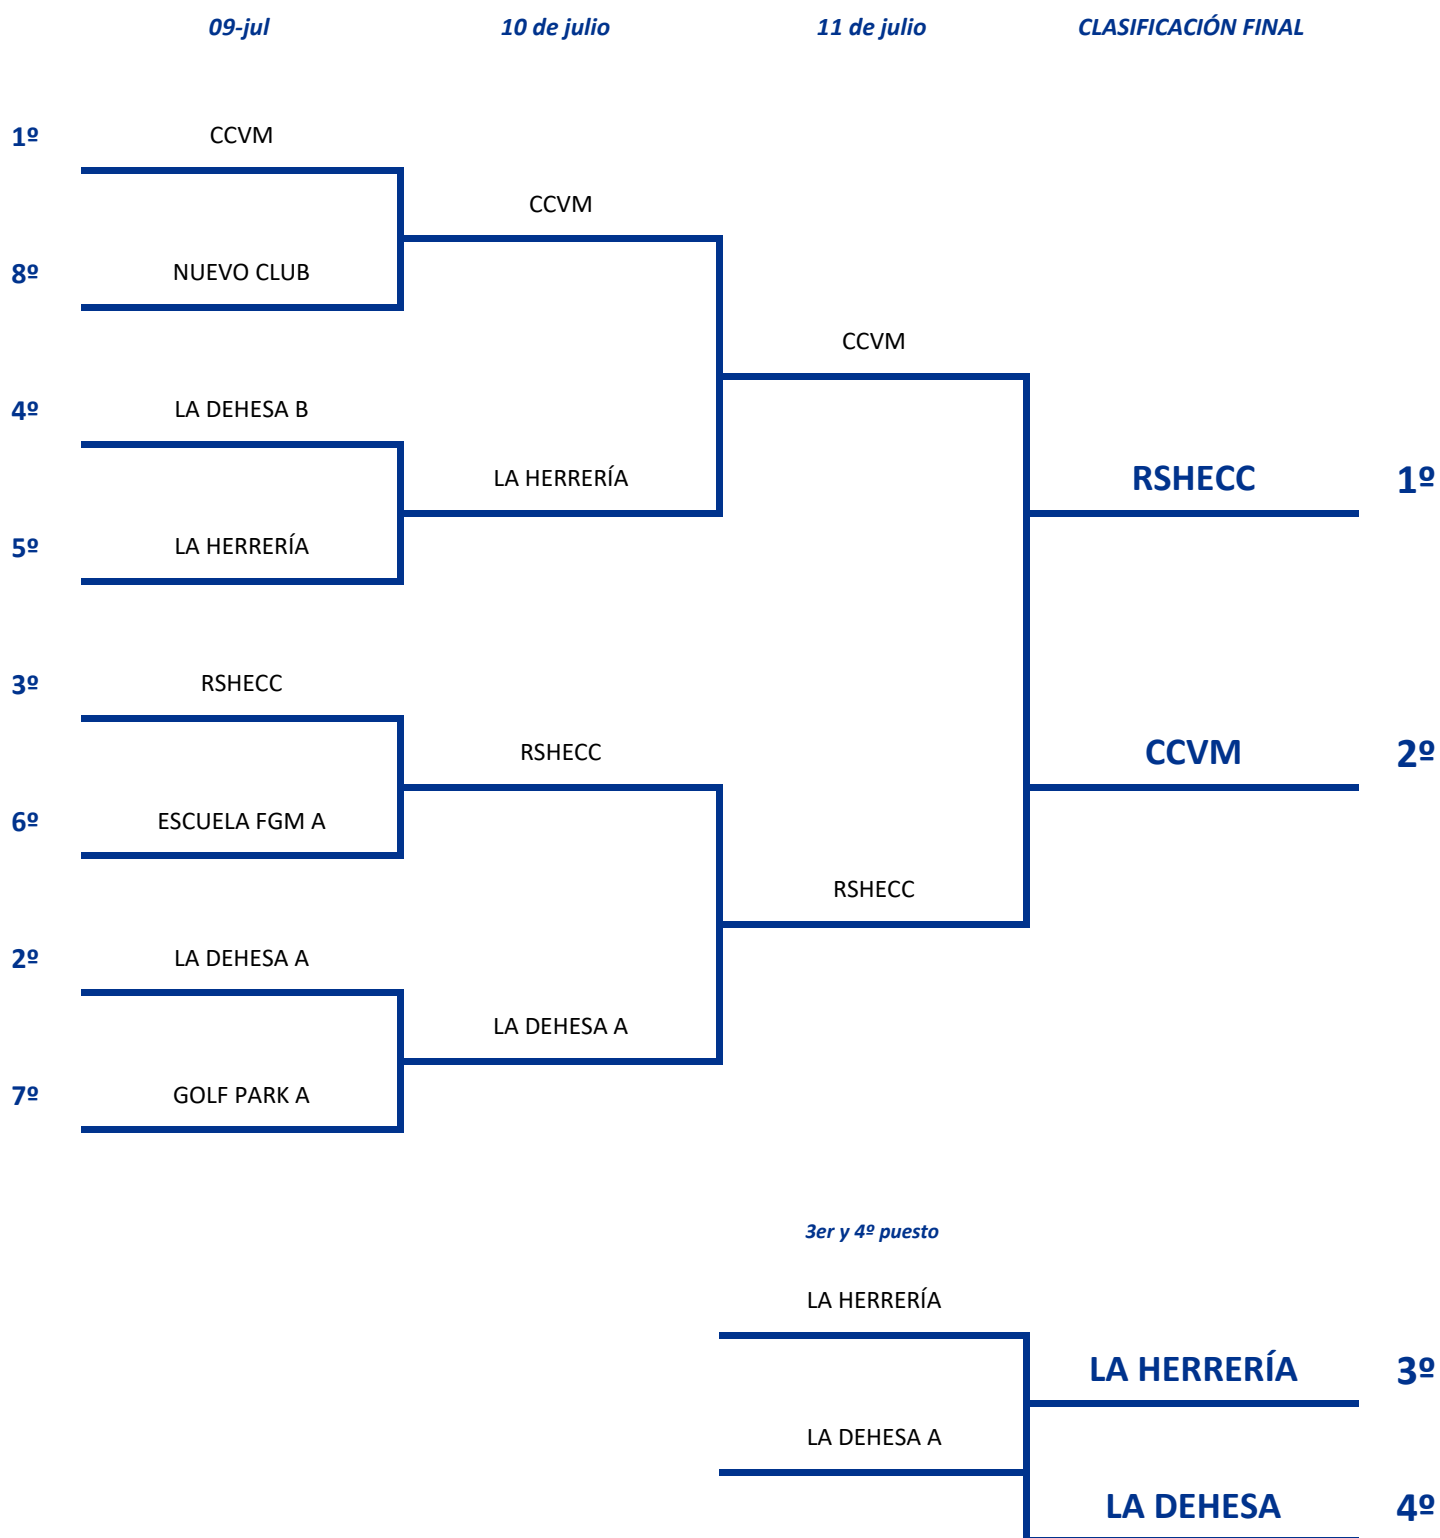 09-jul 10 de julio 11 de julio CLASIFICACIÓN FINAL
1º CCVM
CCVM
8º NUEVO CLUB
CCVM
4º LA DEHESA B
LA HERRERÍA RSHECC 1º
5º LA HERRERÍA
3º RSHECC
RSHECC CCVM 2º
6º ESCUELA FGM A
RSHECC
2º LA DEHESA A
LA DEHESA A
7º GOLF PARK A
3er y 4º puesto
LA HERRERÍA
LA HERRERÍA 3º
LA DEHESA A
LA DEHESA 4º